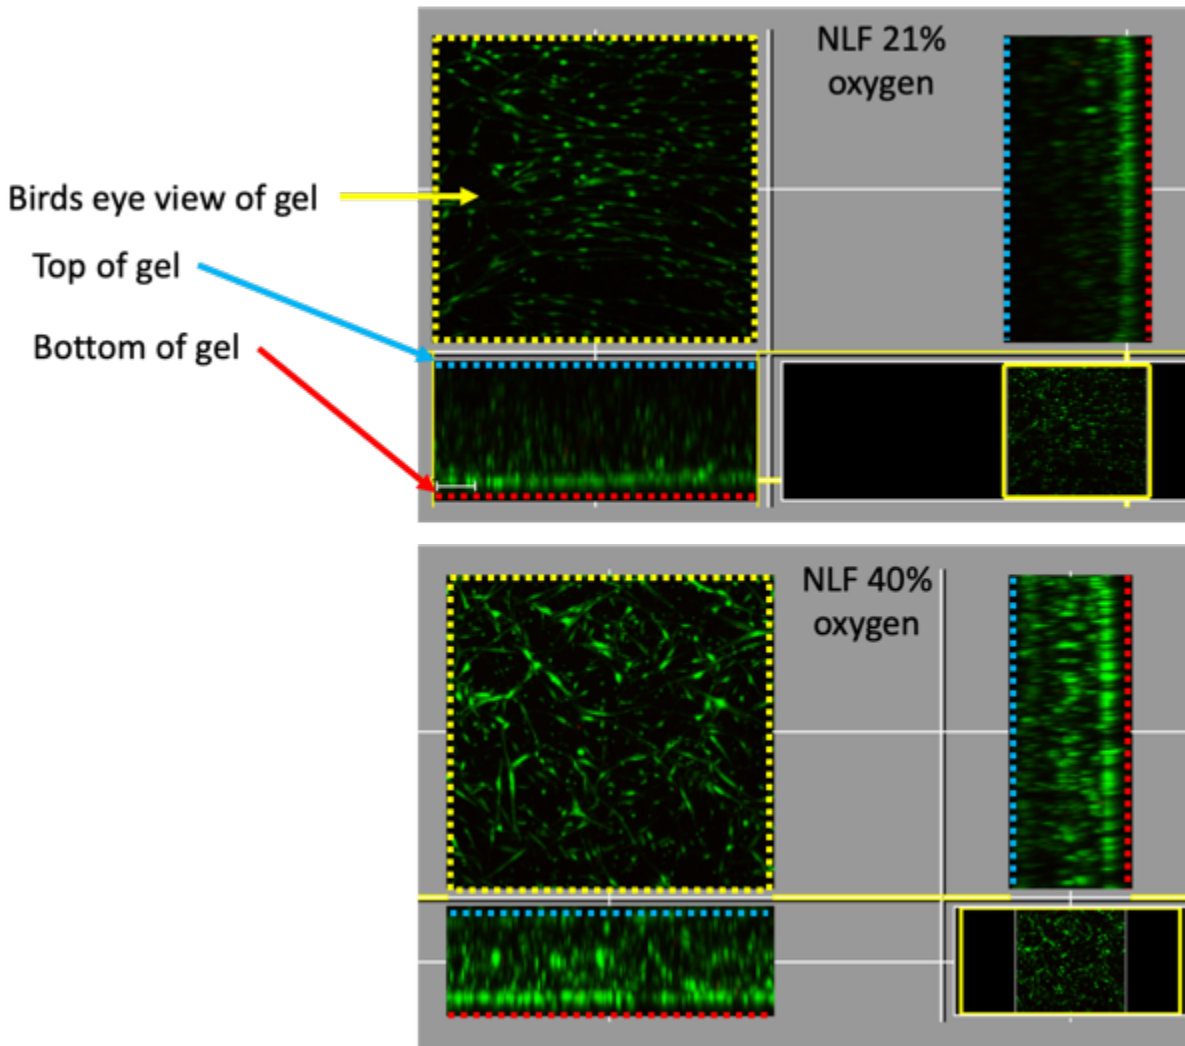 NLF 21%
oxygen
Birds eye view of gel
Top of gel
Bottom of gel
NLF 40%
oxygen